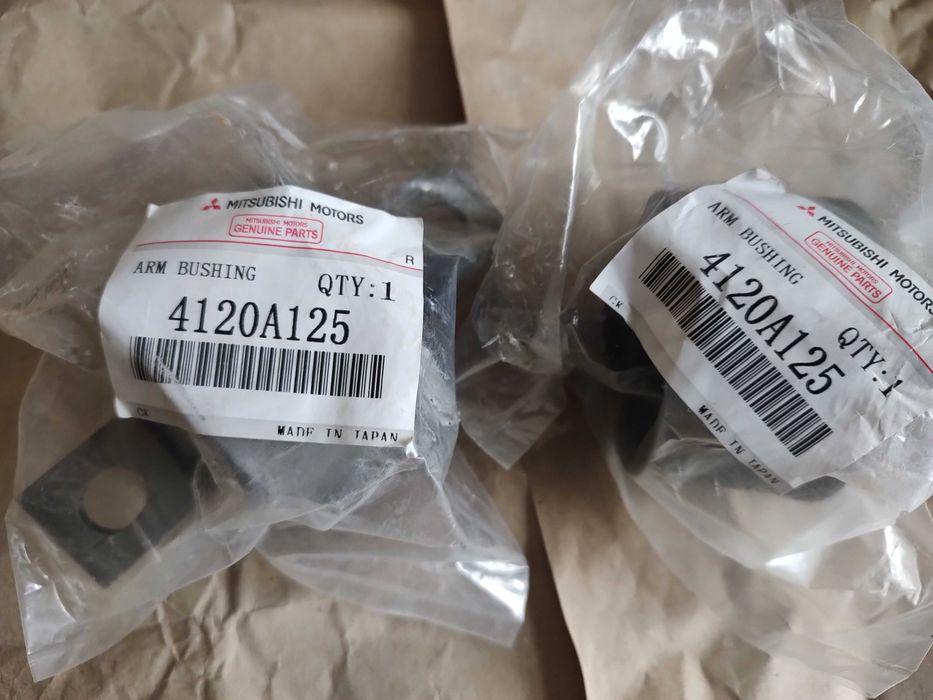 MITSUBISHI MOTORS
MITSUBISHI MOTORS
GENUINE PARTS
R
ARM BUSHING
QTY:1
4120A125
CK
MADE IN JAPAN
MITSUBISHI MOTORS
MITSUBISHI MOTORS
GENUINE PARTS
ARM BUSHING
QTY:1
4120A125
CK
MADE IN JAPAN